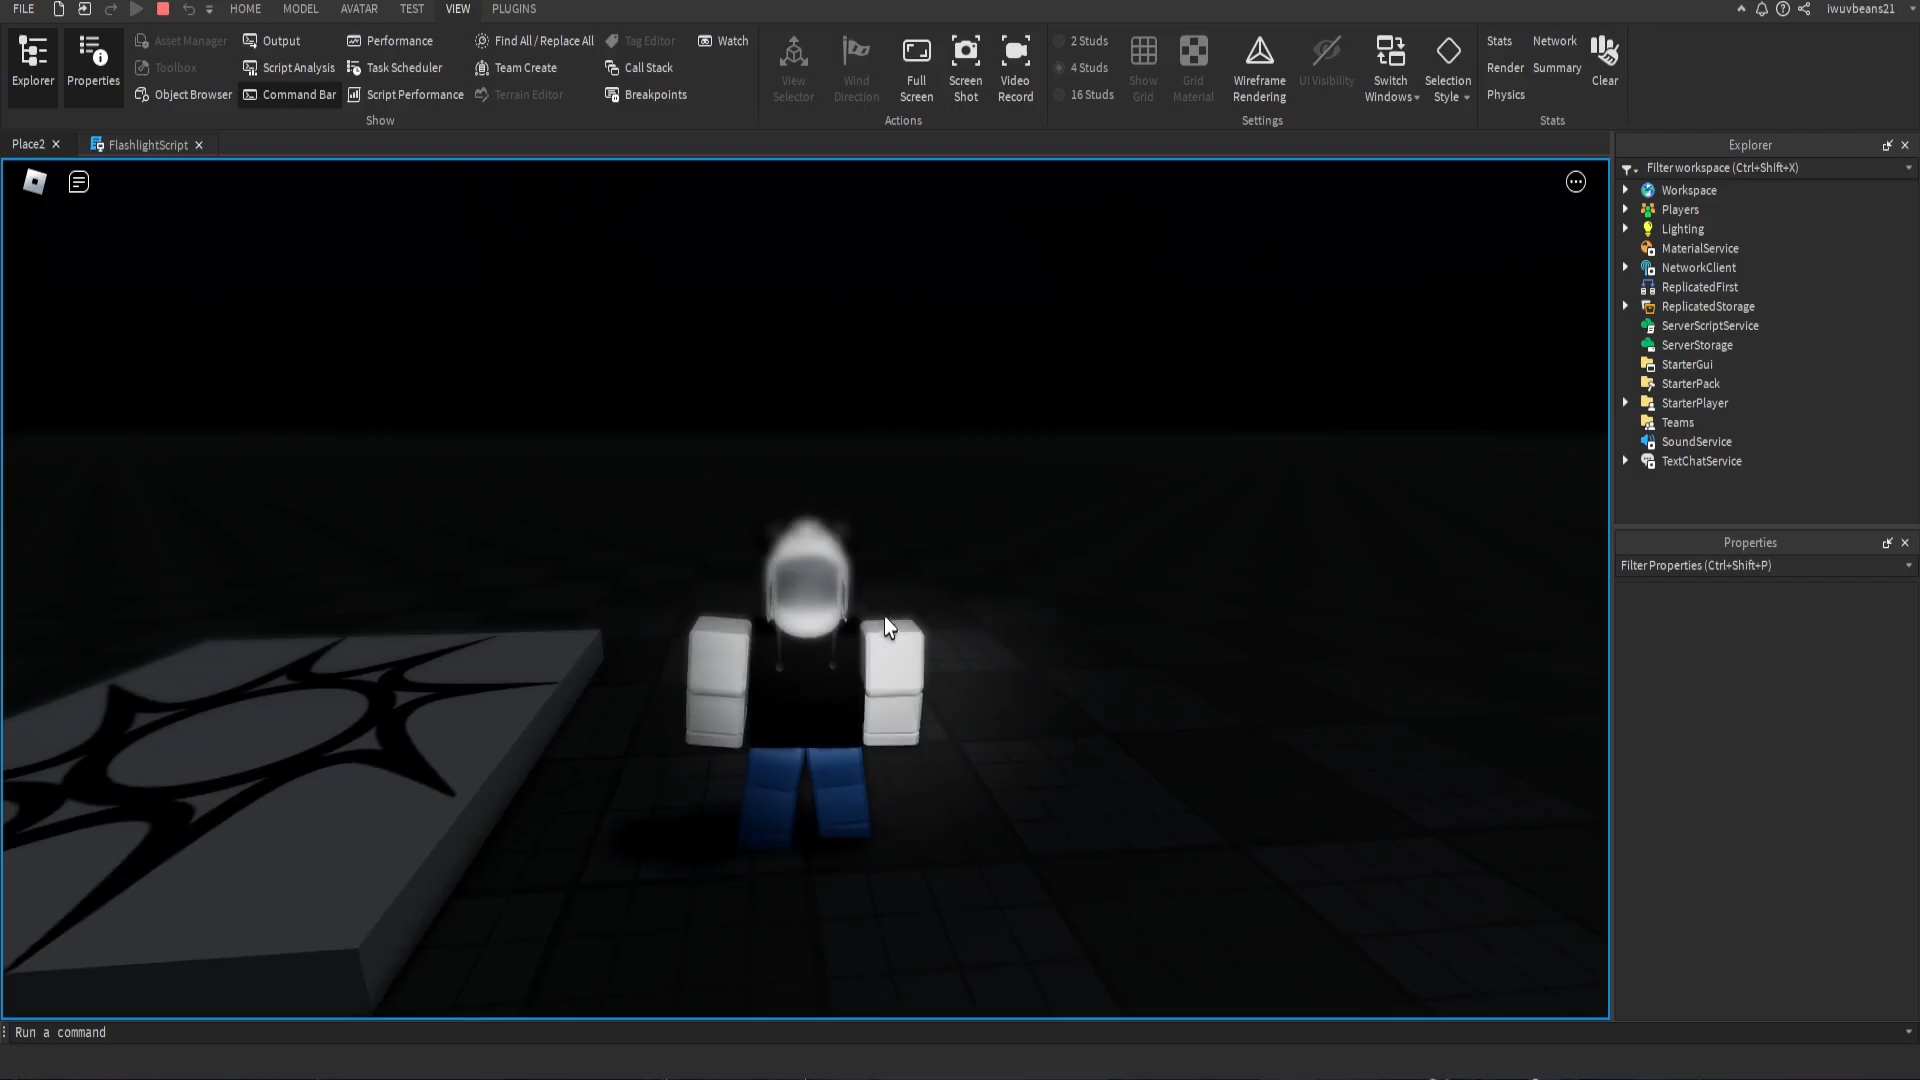 FILE
HOME
MODEL
AVATAR
TEST
VIEW
PLUGINS
iwuvbeans21
Explorer
Properties
Asset Manager
Toolbox
Object Browser
Output
Script Analysis
Command Bar
Performance
Task Scheduler
Script Performance
Find All / Replace All
Team Create
Terrain Editor
Tag Editor
Call Stack
Breakpoints
Watch
Show
View
Selector
Wind
Direction
Full
Screen
Screen
Shot
Video
Record
Actions
2 Studs
4 Studs
16 Studs
Show
Grid
Grid
Material
Wireframe
Rendering
UI Visibility
Switch
Windows
Selection
Style
Settings
Stats
Render
Physics
Network
Summary
Clear
Stats
Place2
FlashlightScript
Explorer
Filter workspace (Ctrl+Shift+X)
Workspace
Players
Lighting
MaterialService
NetworkClient
ReplicatedFirst
ReplicatedStorage
ServerScriptService
ServerStorage
StarterGui
StarterPack
StarterPlayer
Teams
SoundService
TextChatService
Properties
Filter Properties (Ctrl+Shift+P)
Run a command